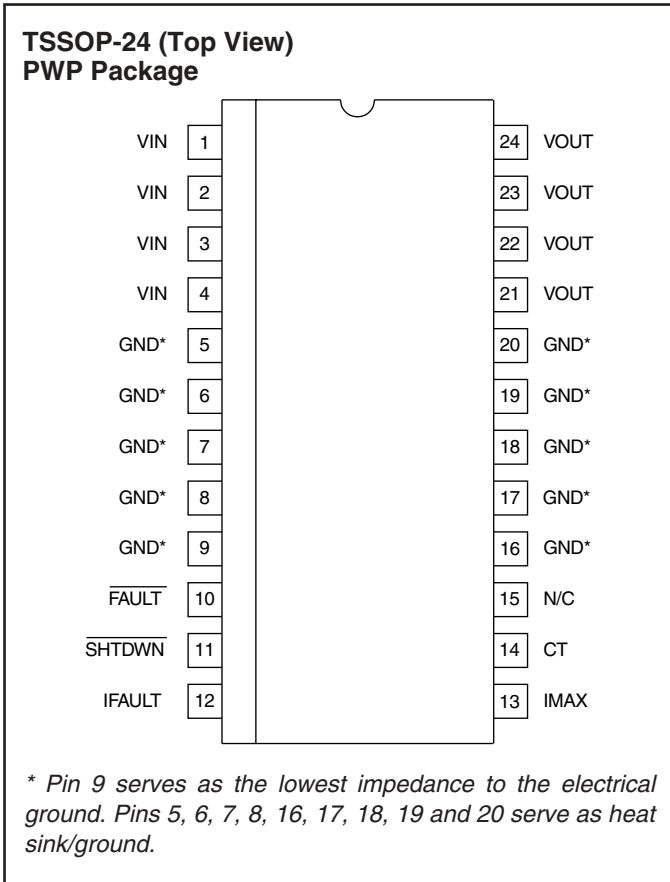 TSSOP-24 (Top View)
PWP Package
VIN 1 24 VOUT
VIN 2 23 VOUT
VIN 3 22 VOUT
VIN 4 21 VOUT
GND* 5 20 GND*
GND* 6 19 GND*
GND* 7 18 GND*
GND* 8 17 GND*
GND* 9 16 GND*
FAULT 10 15 N/C
SHTDWN 11 14 CT
IFAULT 12 13 IMAX
* Pin 9 serves as the lowest impedance to the electrical
ground. Pins 5, 6, 7, 8, 16, 17, 18, 19 and 20 serve as heat
sink/ground.